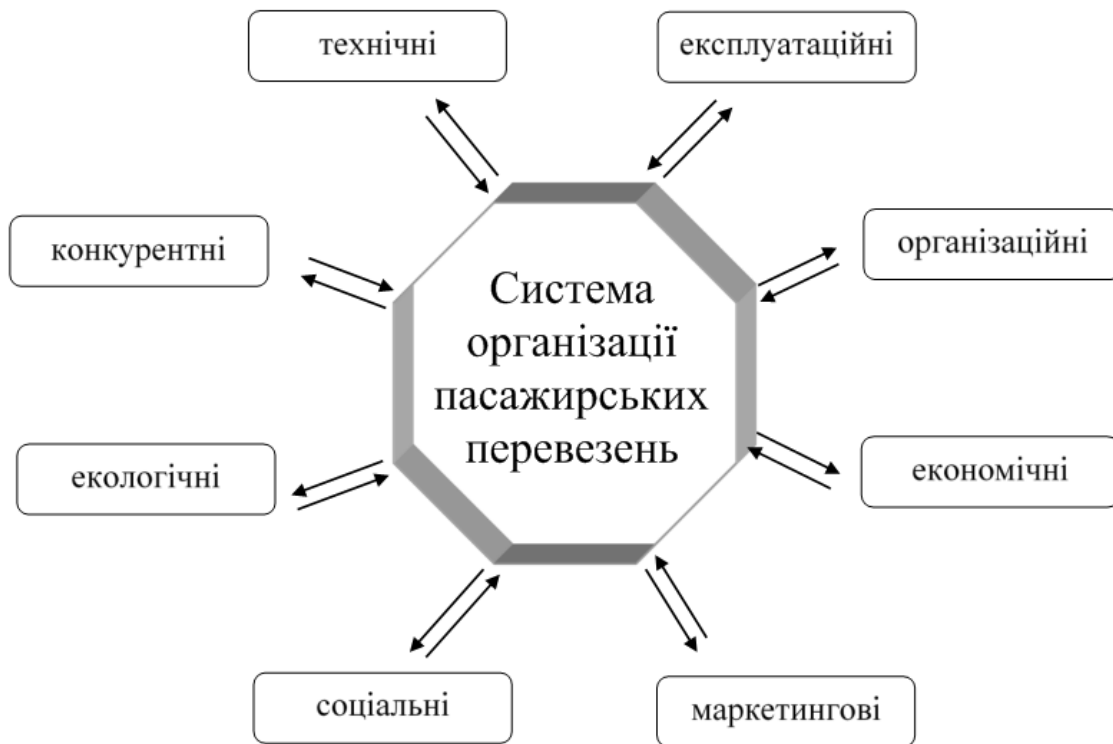 технічні
експлуатаційні
конкурентні
організаційні
Система
організації
пасажирських
перевезень
екологічні
економічні
соціальні
маркетингові